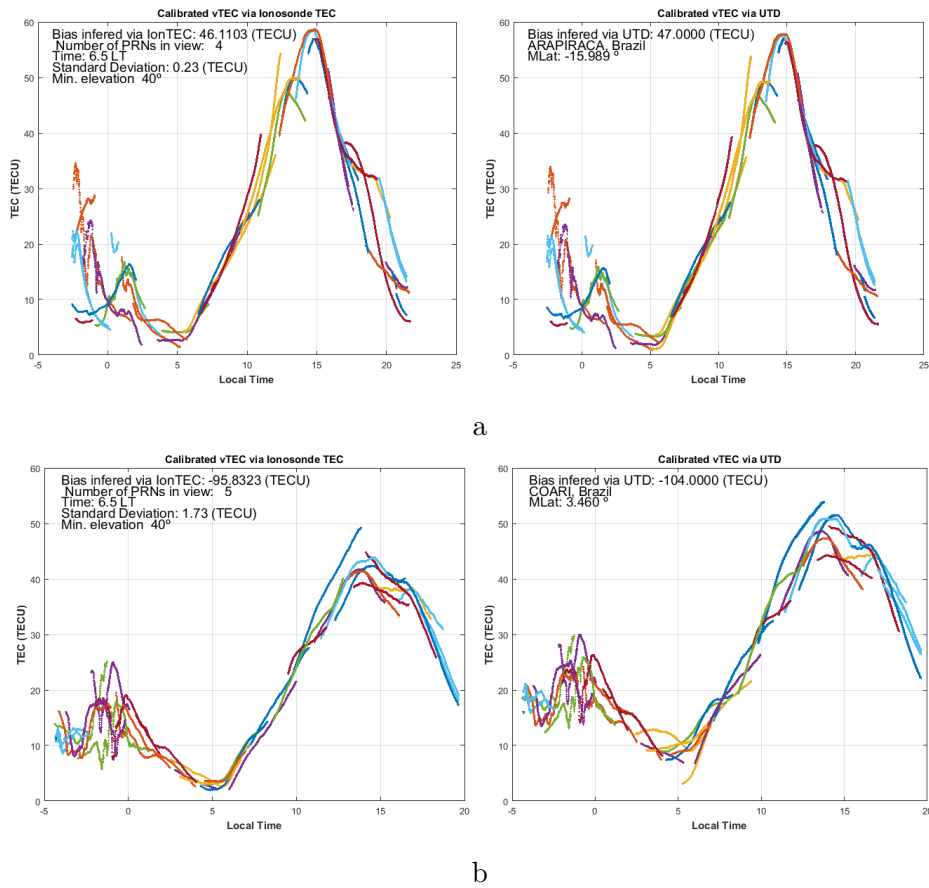 Calibrated vTEC via Ionosonde TEC
Bias infered via IonTEC: 46.1103 (TECU)
Number of PRNs in view: 4
Time: 6.5 LT
Standard Deviation: 0.23 (TECU)
Min. elevation 40º
60
50
40
30
20
10
0
TEC (TECU)
-5 0 5 10 15 20 25
Local Time
Calibrated vTEC via UTD
Bias infered via UTD: 47.0000 (TECU)
ARAPIRACA, Brazil
MLat: -15.989 º
60
50
40
30
20
10
0
TEC (TECU)
-5 0 5 10 15 20 25
Local Time
a
Calibrated vTEC via Ionosonde TEC
Bias infered via IonTEC: -95.8323 (TECU)
Number of PRNs in view: 5
Time: 6.5 LT
Standard Deviation: 1.73 (TECU)
Min. elevation 40º
60
50
40
30
20
10
0
TEC (TECU)
-5 0 5 10 15 20
Local Time
Calibrated vTEC via UTD
Bias infered via UTD: -104.0000 (TECU)
COARI, Brazil
MLat: 3.460 º
60
50
40
30
20
10
0
TEC (TECU)
-5 0 5 10 15 20
Local Time
b